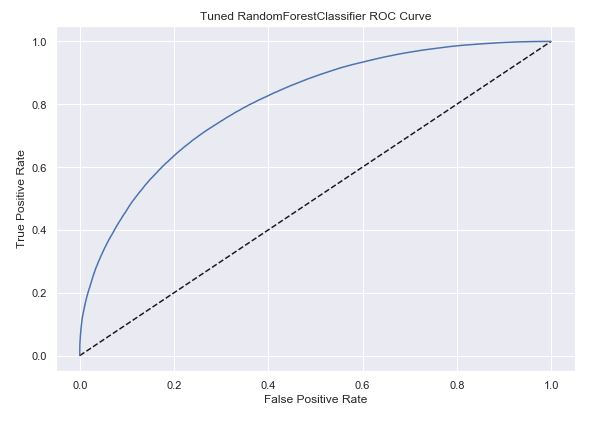 Tuned RandomForestClassifier ROC Curve
1.0
0.8
0.6
0.4
0.2
0.0
True Positive Rate
0.0 0.2 0.4 0.6 0.8 1.0
False Positive Rate